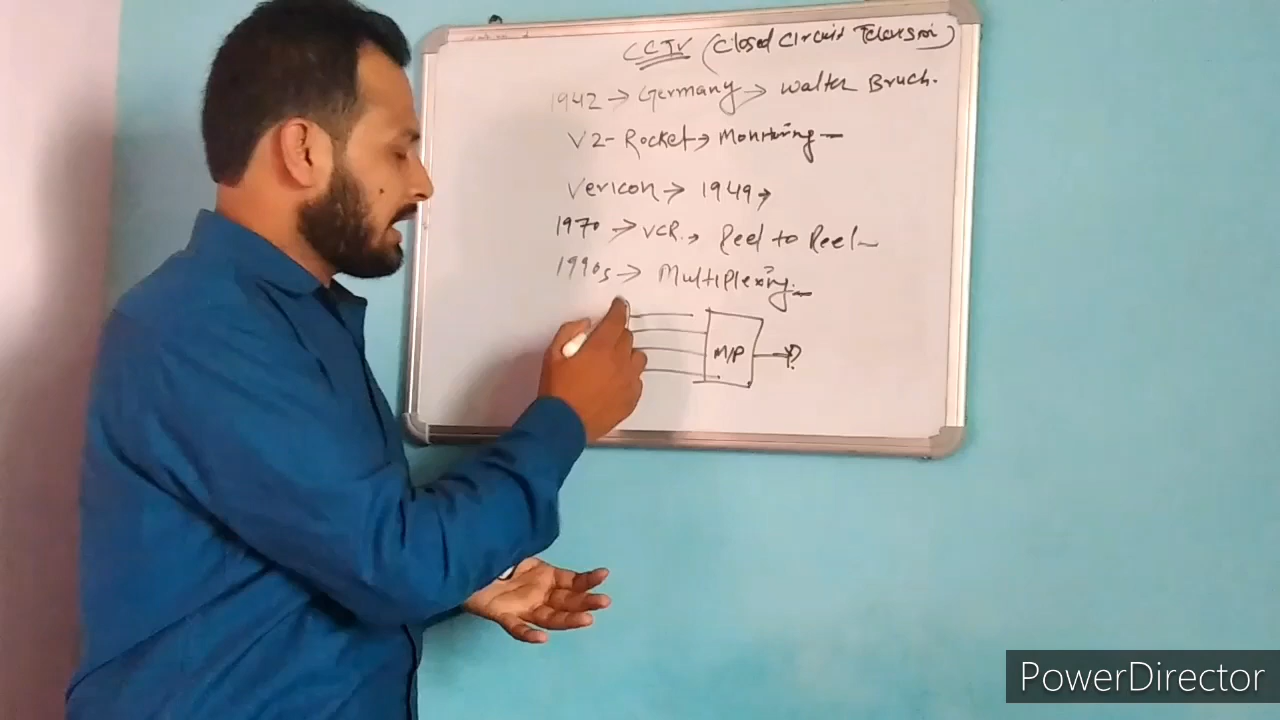 CCTV (Closed Circuit Television)
1942 → Germany → Walter Bruch.
V2-Rocket → Monitoring -
Vericon → 1949 →
1970 → VCR → Reel to Reel -
1990s → Multiplexing -
M/P
PowerDirector